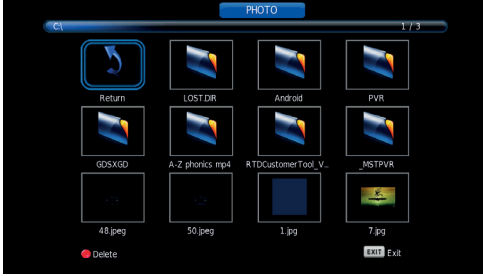 PHOTO
C:\ 1 / 3
Return LOST.DIR Android PVR
GDSXGD A-Z phonics mp4 RTDCustomerTool_V... _MSTPVR
48.jpeg 50.jpeg 1.jpg 7.jpg
Delete EXIT Exit